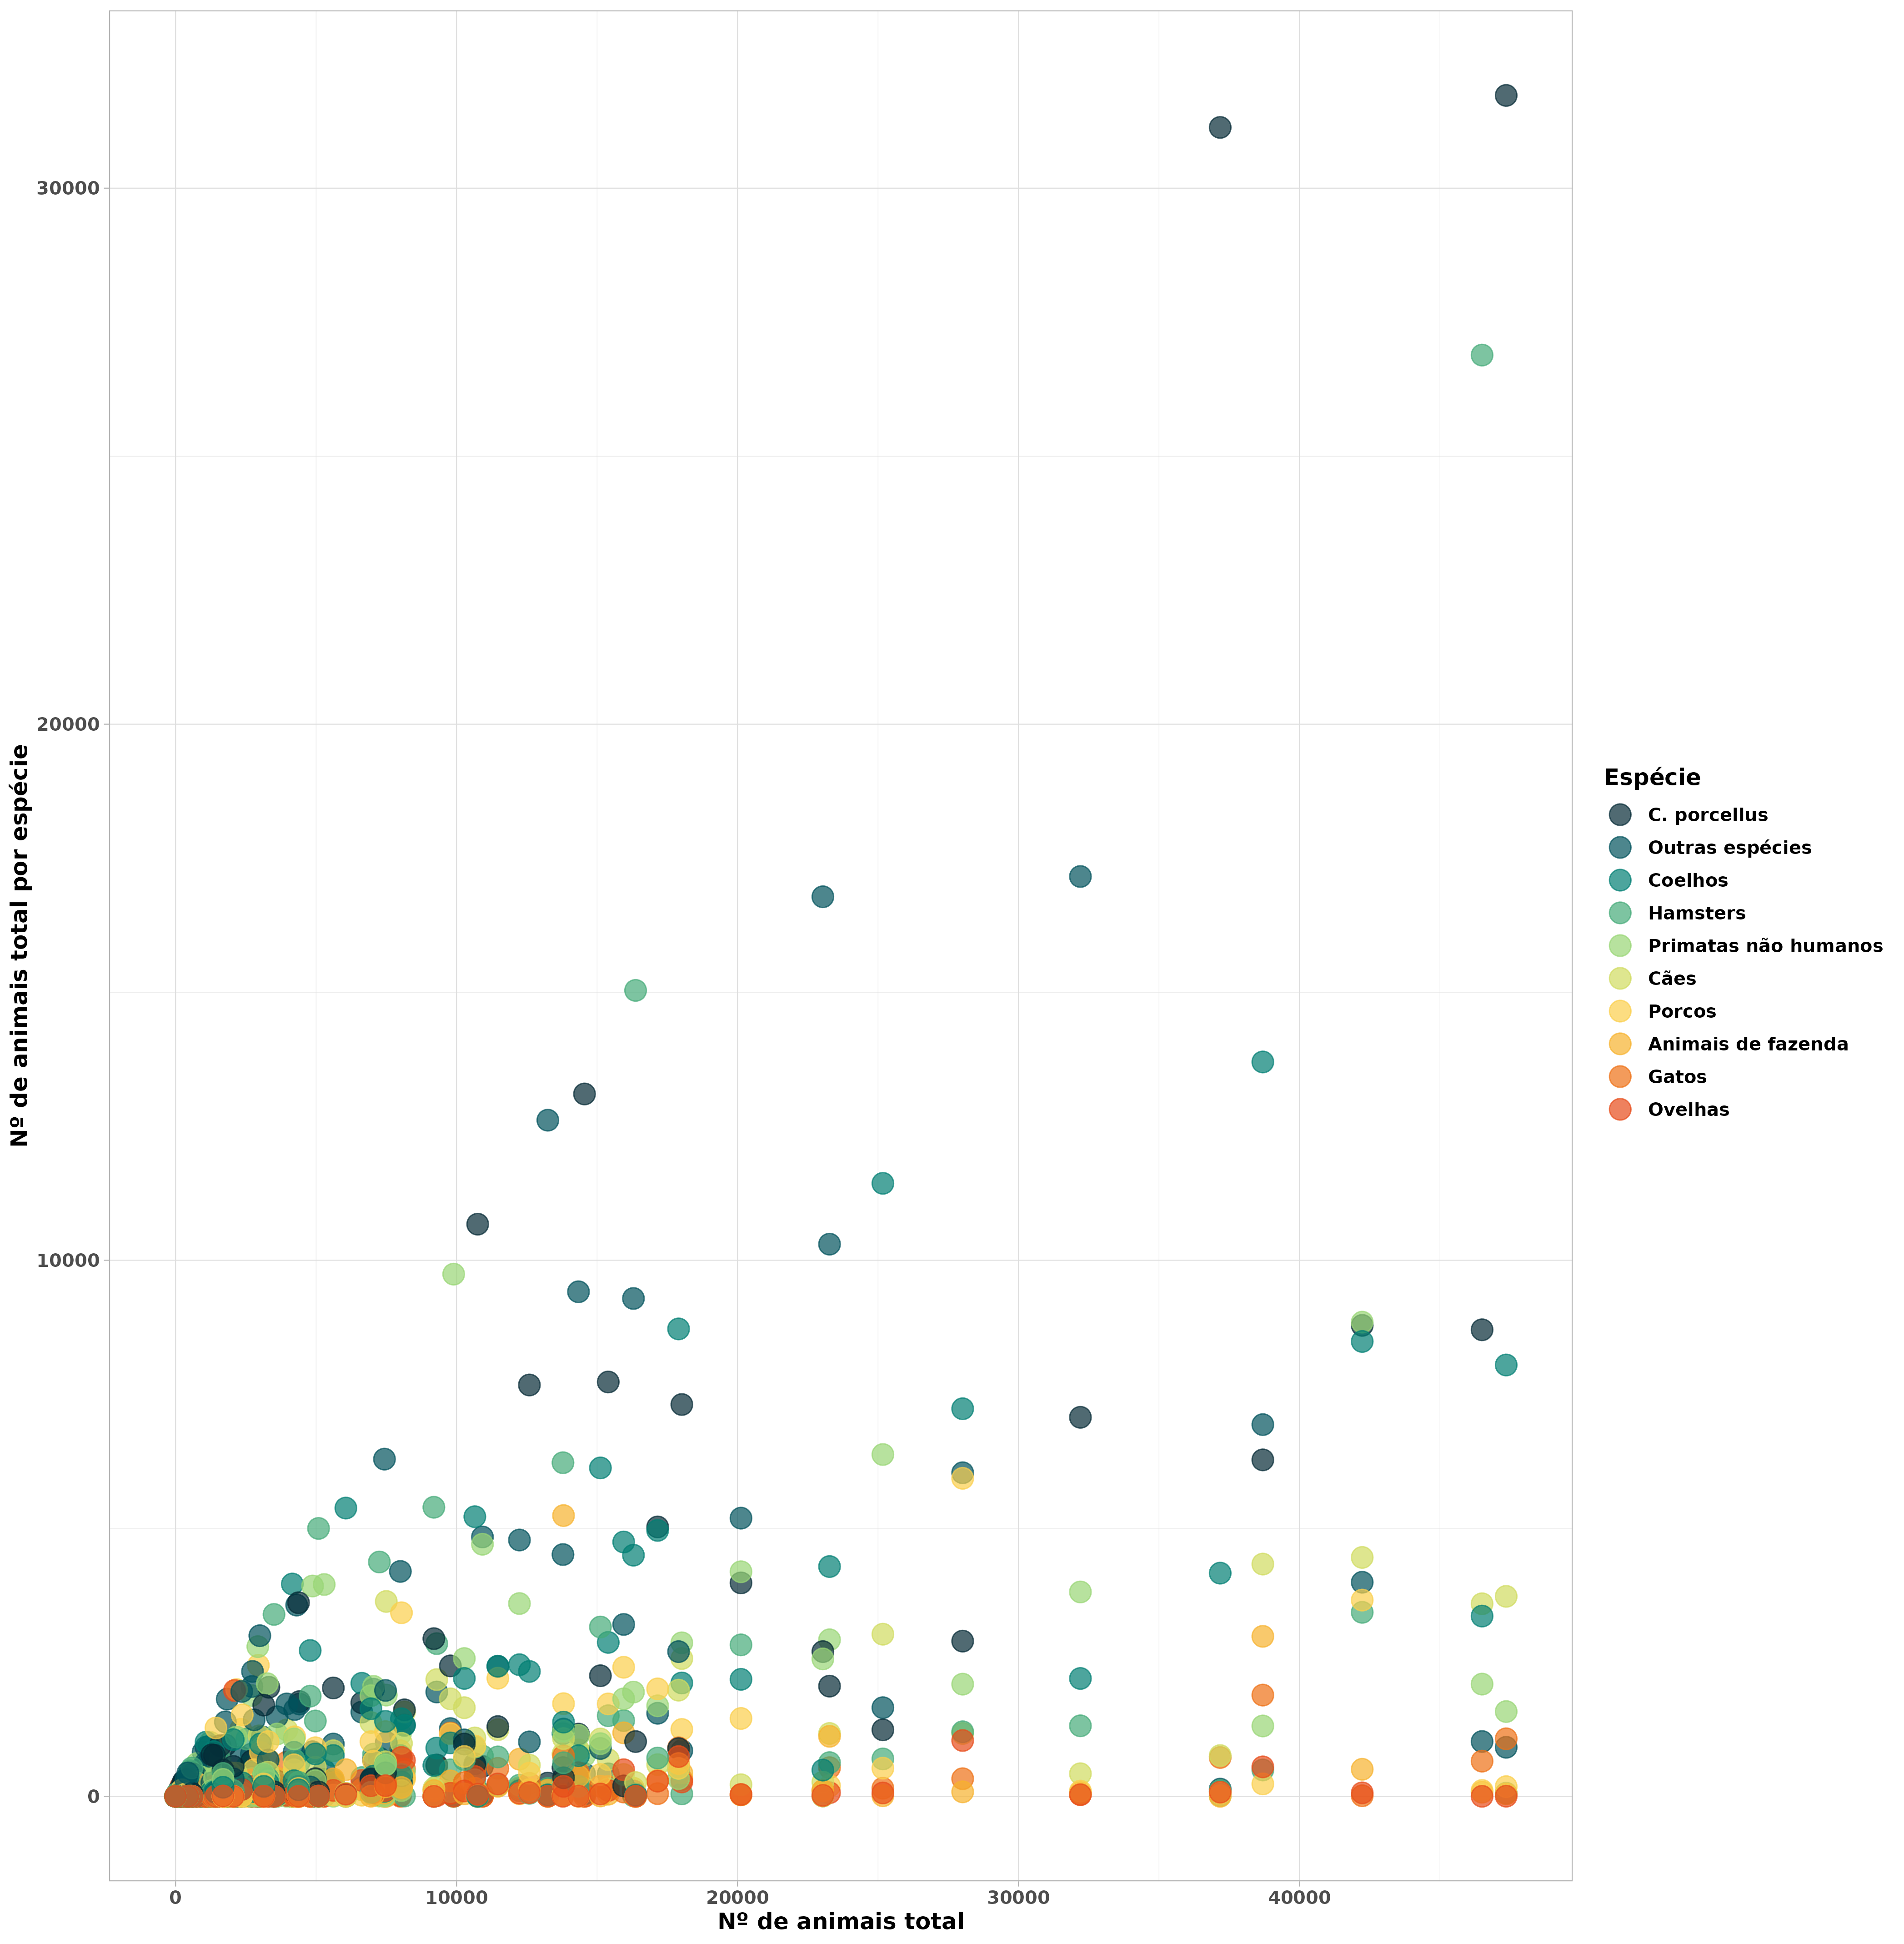 30000
20000
10000
0
Nº de animais total por espécie
0 10000 20000 30000 40000
Nº de animais total
Espécie
C. porcellus
Outras espécies
Coelhos
Hamsters
Primatas não humanos
Cães
Porcos
Animais de fazenda
Gatos
Ovelhas